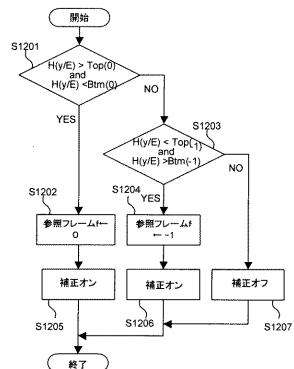 開始
S1201
H(y/E) > Top(0)
and
H(y/E) <Btm(0)
NO
YES
S1203
H(y/E) < Top(-1)
and
H(y/E) >Btm(-1)
NO
YES
S1202
参照フレームf←
0
S1204
参照フレームf
← -1
補正オン
補正オン
補正オフ
S1205
S1206
S1207
終了